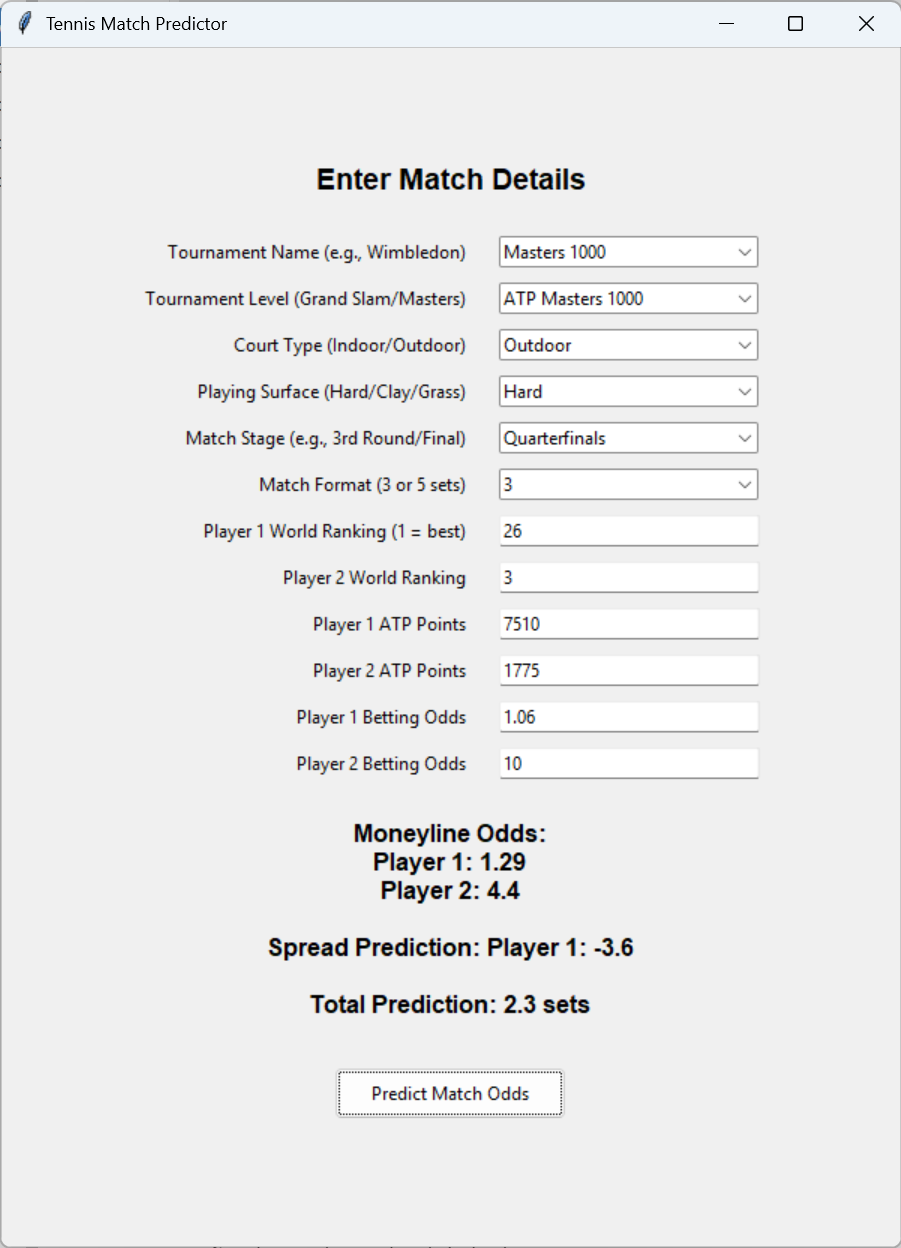 Tennis Match Predictor
Enter Match Details
Tournament Name (e.g., Wimbledon) Masters 1000
Tournament Level (Grand Slam/Masters) ATP Masters 1000
Court Type (Indoor/Outdoor) Outdoor
Playing Surface (Hard/Clay/Grass) Hard
Match Stage (e.g., 3rd Round/Final) Quarterfinals
Match Format (3 or 5 sets) 3
Player 1 World Ranking (1 = best) 26
Player 2 World Ranking 3
Player 1 ATP Points 7510
Player 2 ATP Points 1775
Player 1 Betting Odds 1.06
Player 2 Betting Odds 10
Moneyline Odds:
Player 1: 1.29
Player 2: 4.4
Spread Prediction: Player 1: -3.6
Total Prediction: 2.3 sets
Predict Match Odds